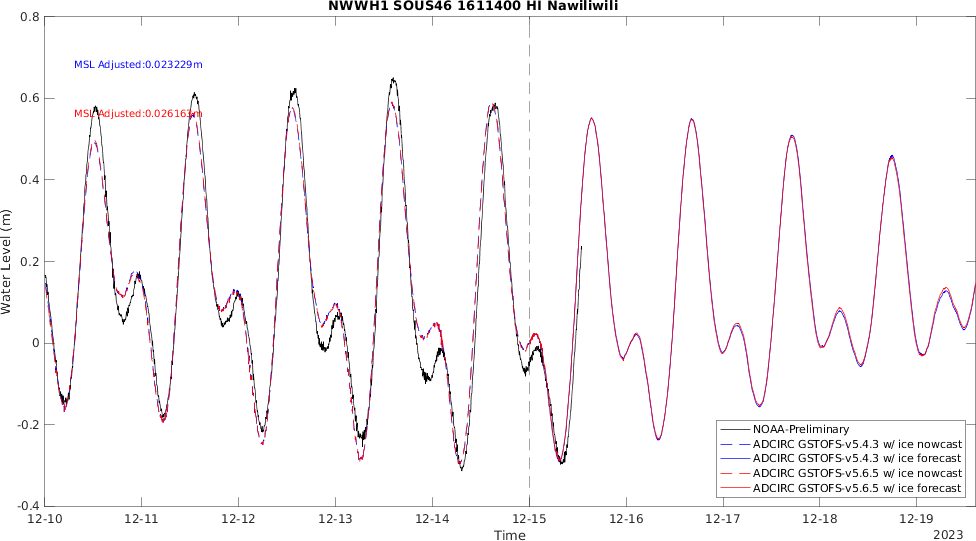 NWWH1 SOUS46 1611400 HI Nawiliwili
0.8
MSL Adjusted:0.023229m
0.6
MSL Adjusted:0.026163m
0.4
0.2
0
-0.2
-0.4
Water Level (m)
NOAA-Preliminary
ADCIRC GSTOFS-v5.4.3 w/ ice nowcast
ADCIRC GSTOFS-v5.4.3 w/ ice forecast
ADCIRC GSTOFS-v5.6.5 w/ ice nowcast
ADCIRC GSTOFS-v5.6.5 w/ ice forecast
12-10 12-11 12-12 12-13 12-14 12-15 12-16 12-17 12-18 12-19
Time
2023